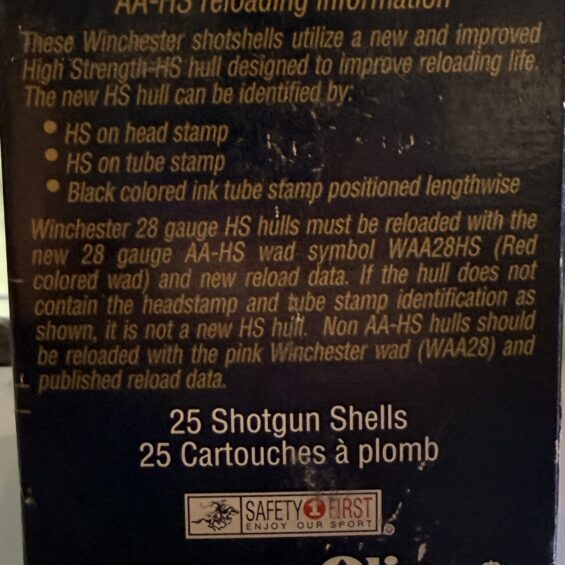 AA-HS reloading information
These Winchester shotshells utilize a new and improved
High Strength-HS hull designed to improve reloading life.
The new HS hull can be identified by:
• HS on head stamp
• HS on tube stamp
• Black colored ink tube stamp positioned lengthwise
Winchester 28 gauge HS hulls must be reloaded with the
new 28 gauge AA-HS wad symbol WAA28HS (Red
colored wad) and new reload data. If the hull does not
contain the headstamp and tube stamp identification as
shown, it is not a new HS hull. Non AA-HS hulls should
be reloaded with the pink Winchester wad (WAA28) and
published reload data.
25 Shotgun Shells
25 Cartouches à plomb
SAFETY 1 FIRST
ENJOY OUR SPORT